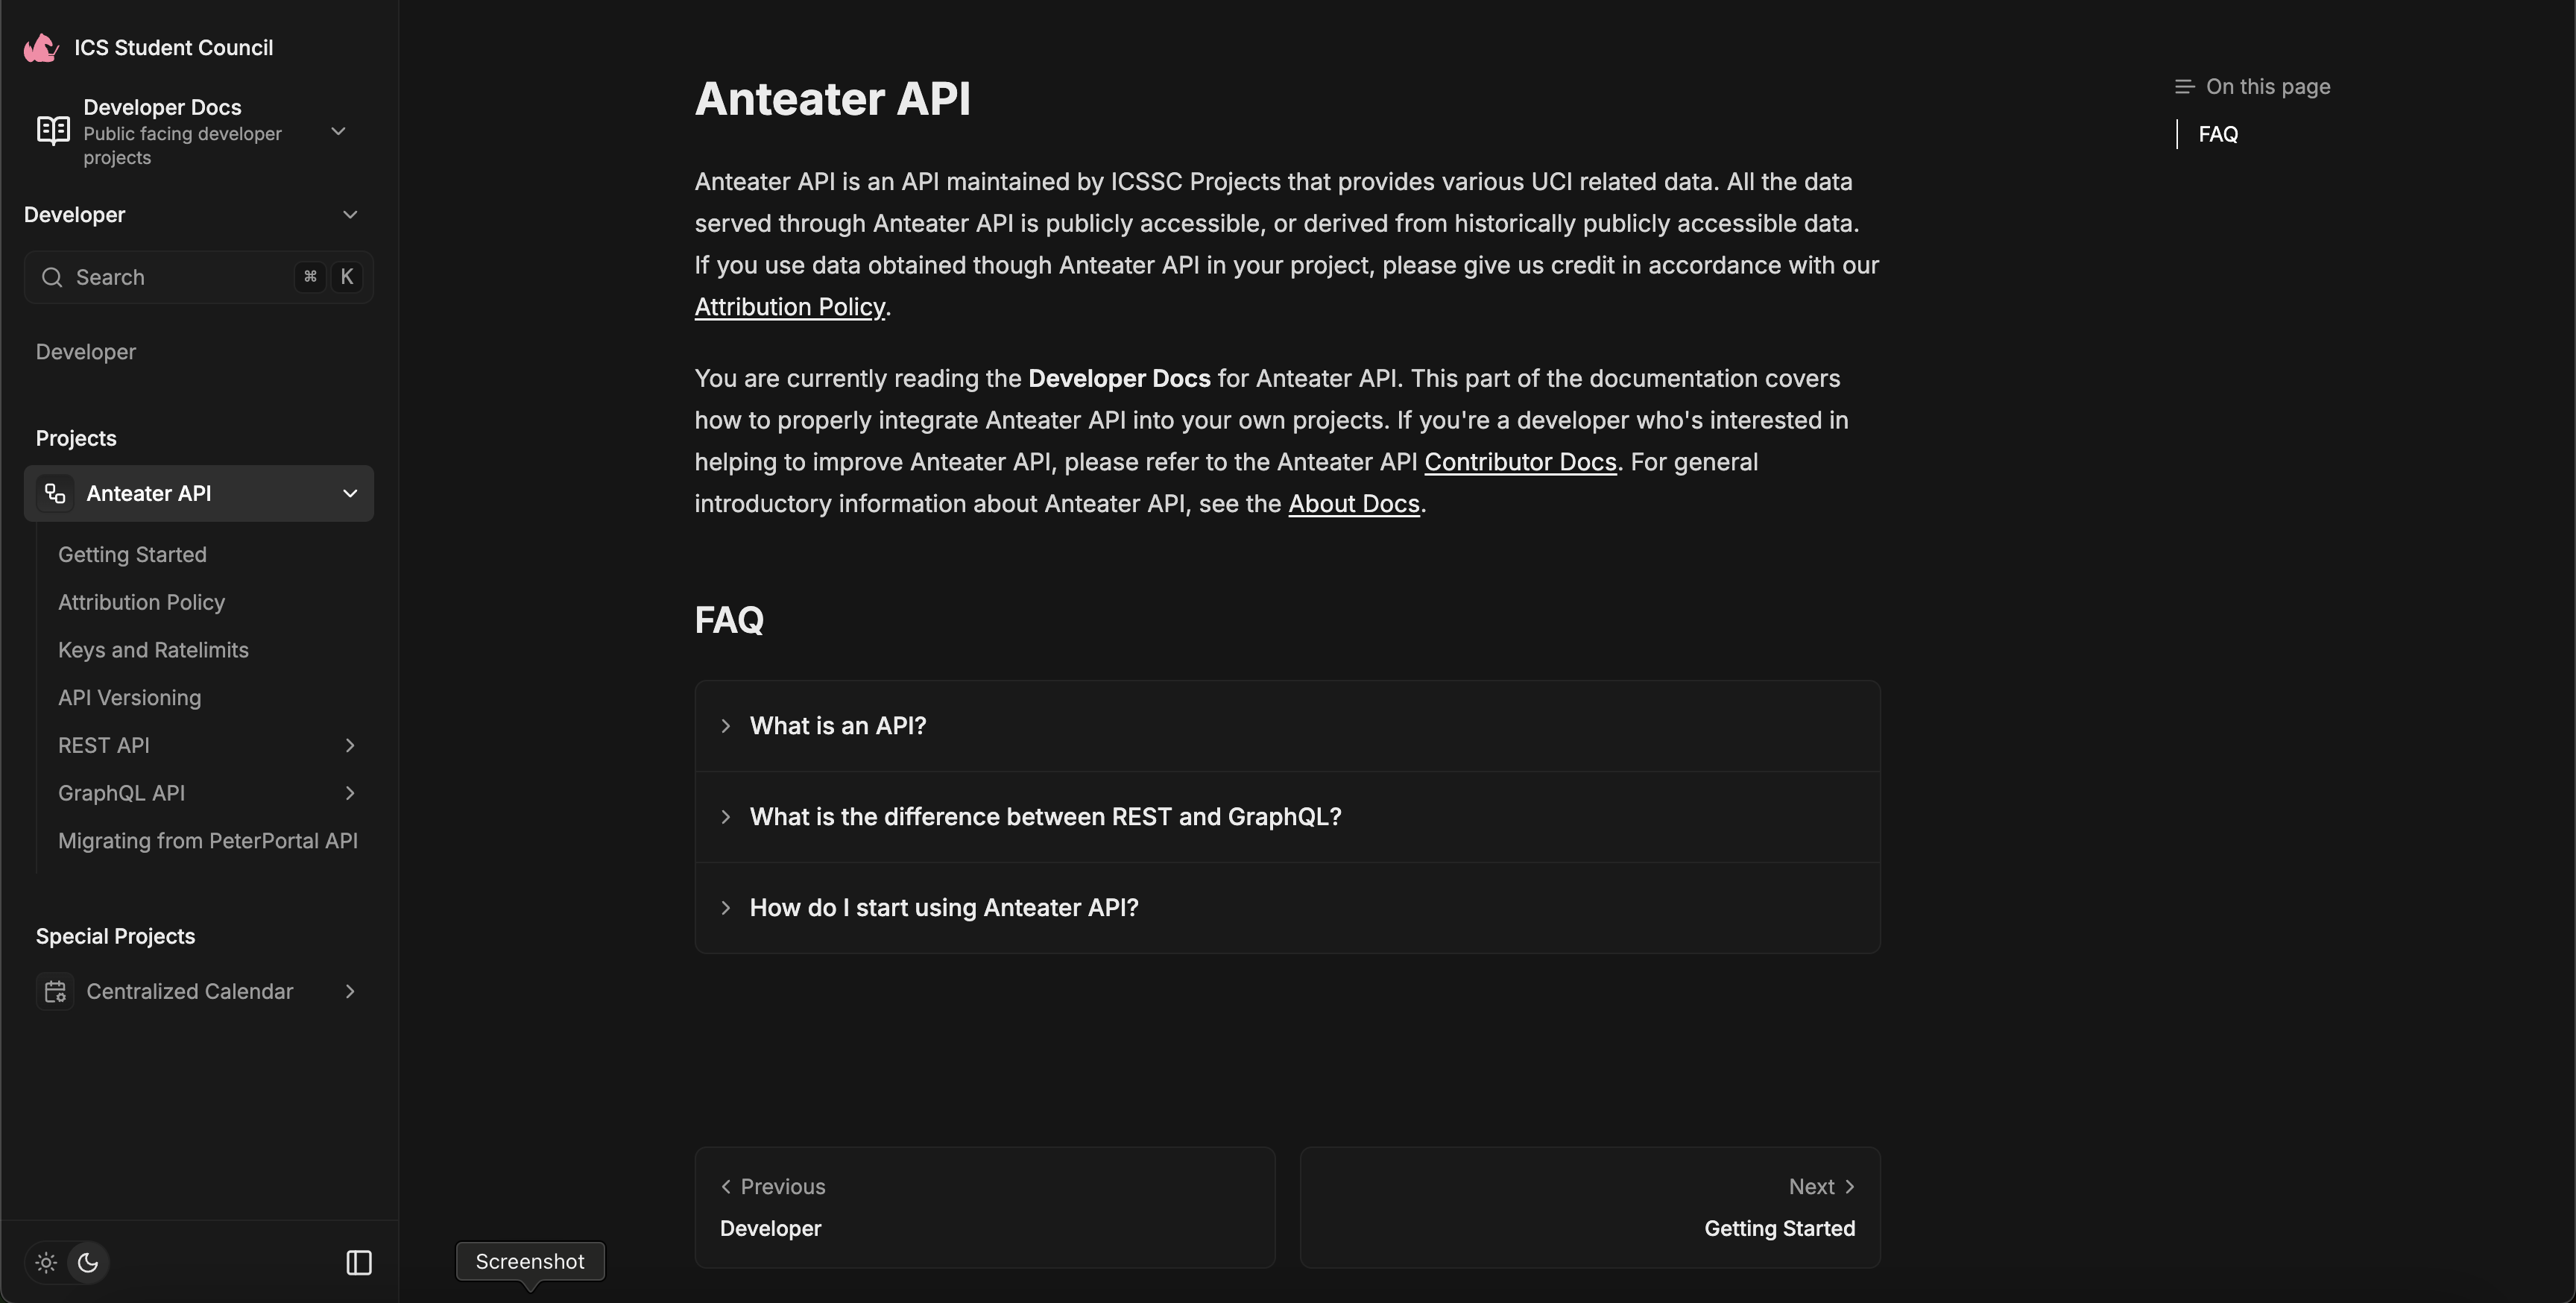 ICS Student Council
Developer Docs
Public facing developer
projects
Developer
Search
⌘ K
Developer
Projects
Anteater API
Getting Started
Attribution Policy
Keys and Ratelimits
API Versioning
REST API
GraphQL API
Migrating from PeterPortal API
Special Projects
Centralized Calendar
Anteater API
Anteater API is an API maintained by ICSSC Projects that provides various UCI related data. All the data
served through Anteater API is publicly accessible, or derived from historically publicly accessible data.
If you use data obtained though Anteater API in your project, please give us credit in accordance with our
Attribution Policy.
You are currently reading the Developer Docs for Anteater API. This part of the documentation covers
how to properly integrate Anteater API into your own projects. If you're a developer who's interested in
helping to improve Anteater API, please refer to the Anteater API Contributor Docs. For general
introductory information about Anteater API, see the About Docs.
FAQ
What is an API?
What is the difference between REST and GraphQL?
How do I start using Anteater API?
Previous
Developer
Next
Getting Started
Screenshot
On this page
FAQ